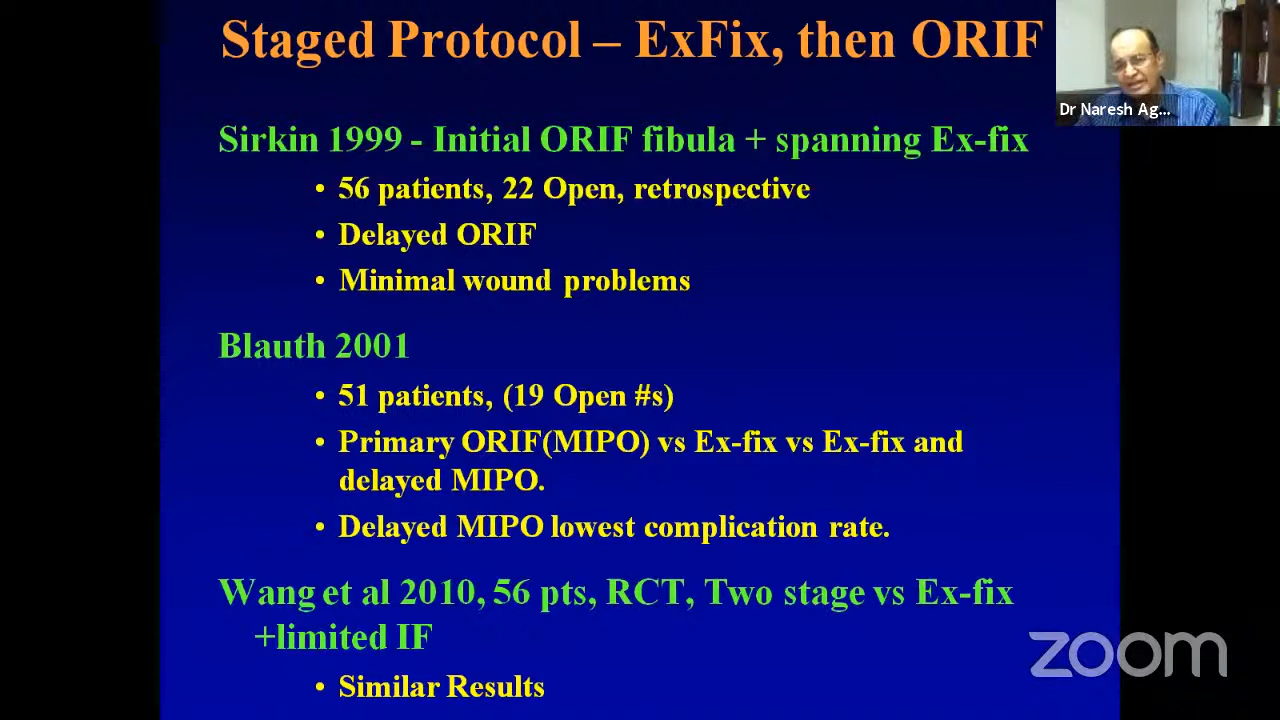 Staged Protocol – ExFix, then ORIF
Dr Naresh Ag...
Sirkin 1999 - Initial ORIF fibula + spanning Ex-fix
• 56 patients, 22 Open, retrospective
• Delayed ORIF
• Minimal wound problems
Blauth 2001
• 51 patients, (19 Open #s)
• Primary ORIF(MIPO) vs Ex-fix vs Ex-fix and
delayed MIPO.
• Delayed MIPO lowest complication rate.
Wang et al 2010, 56 pts, RCT, Two stage vs Ex-fix
+limited IF
• Similar Results
zoom